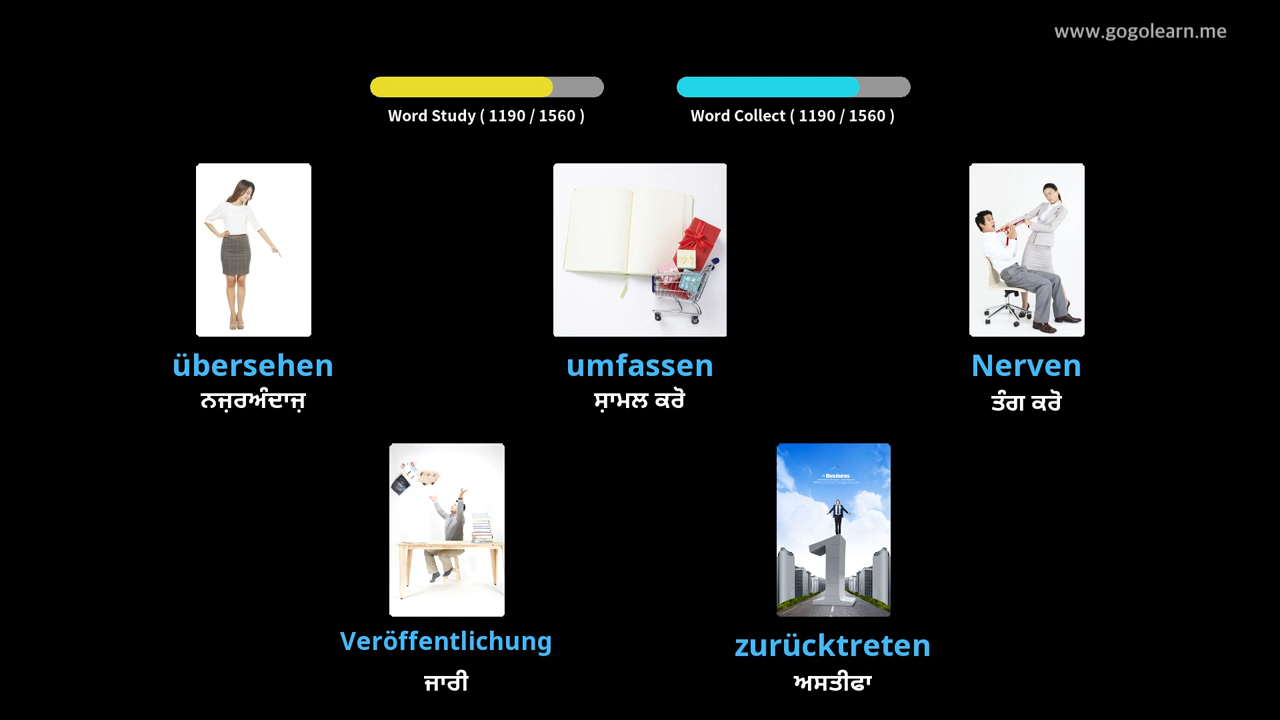 www.gogolearn.me
Word Study ( 1190 / 1560 )
Word Collect ( 1190 / 1560 )
übersehen
ਨਜ਼ਰਅੰਦਾਜ਼
umfassen
ਸ਼ਾਮਲ ਕਰੋ
Nerven
ਤੰਗ ਕਰੋ
Business
Veröffentlichung
ਜਾਰੀ
zurücktreten
ਅਸਤੀਫਾ